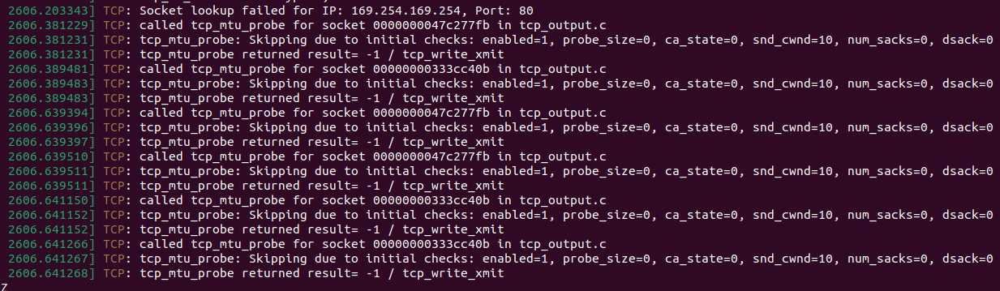 2606.203343] TCP: Socket lookup failed for IP: 169.254.169.254, Port: 80
2606.381229] TCP: called tcp_mtu_probe for socket 0000000047c277fb in tcp_output.c
2606.381231] TCP: tcp_mtu_probe: Skipping due to initial checks: enabled=1, probe_size=0, ca_state=0, snd_cwnd=10, num_sacks=0, dsack=0
2606.381231] TCP: tcp_mtu_probe returned result= -1 / tcp_write_xmit
2606.389481] TCP: called tcp_mtu_probe for socket 00000000333cc40b in tcp_output.c
2606.389483] TCP: tcp_mtu_probe: Skipping due to initial checks: enabled=1, probe_size=0, ca_state=0, snd_cwnd=10, num_sacks=0, dsack=0
2606.389483] TCP: tcp_mtu_probe returned result= -1 / tcp_write_xmit
2606.639394] TCP: called tcp_mtu_probe for socket 0000000047c277fb in tcp_output.c
2606.639396] TCP: tcp_mtu_probe: Skipping due to initial checks: enabled=1, probe_size=0, ca_state=0, snd_cwnd=10, num_sacks=0, dsack=0
2606.639397] TCP: tcp_mtu_probe returned result= -1 / tcp_write_xmit
2606.639510] TCP: called tcp_mtu_probe for socket 0000000047c277fb in tcp_output.c
2606.639511] TCP: tcp_mtu_probe: Skipping due to initial checks: enabled=1, probe_size=0, ca_state=0, snd_cwnd=10, num_sacks=0, dsack=0
2606.639511] TCP: tcp_mtu_probe returned result= -1 / tcp_write_xmit
2606.641150] TCP: called tcp_mtu_probe for socket 00000000333cc40b in tcp_output.c
2606.641152] TCP: tcp_mtu_probe: Skipping due to initial checks: enabled=1, probe_size=0, ca_state=0, snd_cwnd=10, num_sacks=0, dsack=0
2606.641152] TCP: tcp_mtu_probe returned result= -1 / tcp_write_xmit
2606.641266] TCP: called tcp_mtu_probe for socket 00000000333cc40b in tcp_output.c
2606.641267] TCP: tcp_mtu_probe: Skipping due to initial checks: enabled=1, probe_size=0, ca_state=0, snd_cwnd=10, num_sacks=0, dsack=0
2606.641268] TCP: tcp_mtu_probe returned result= -1 / tcp_write_xmit